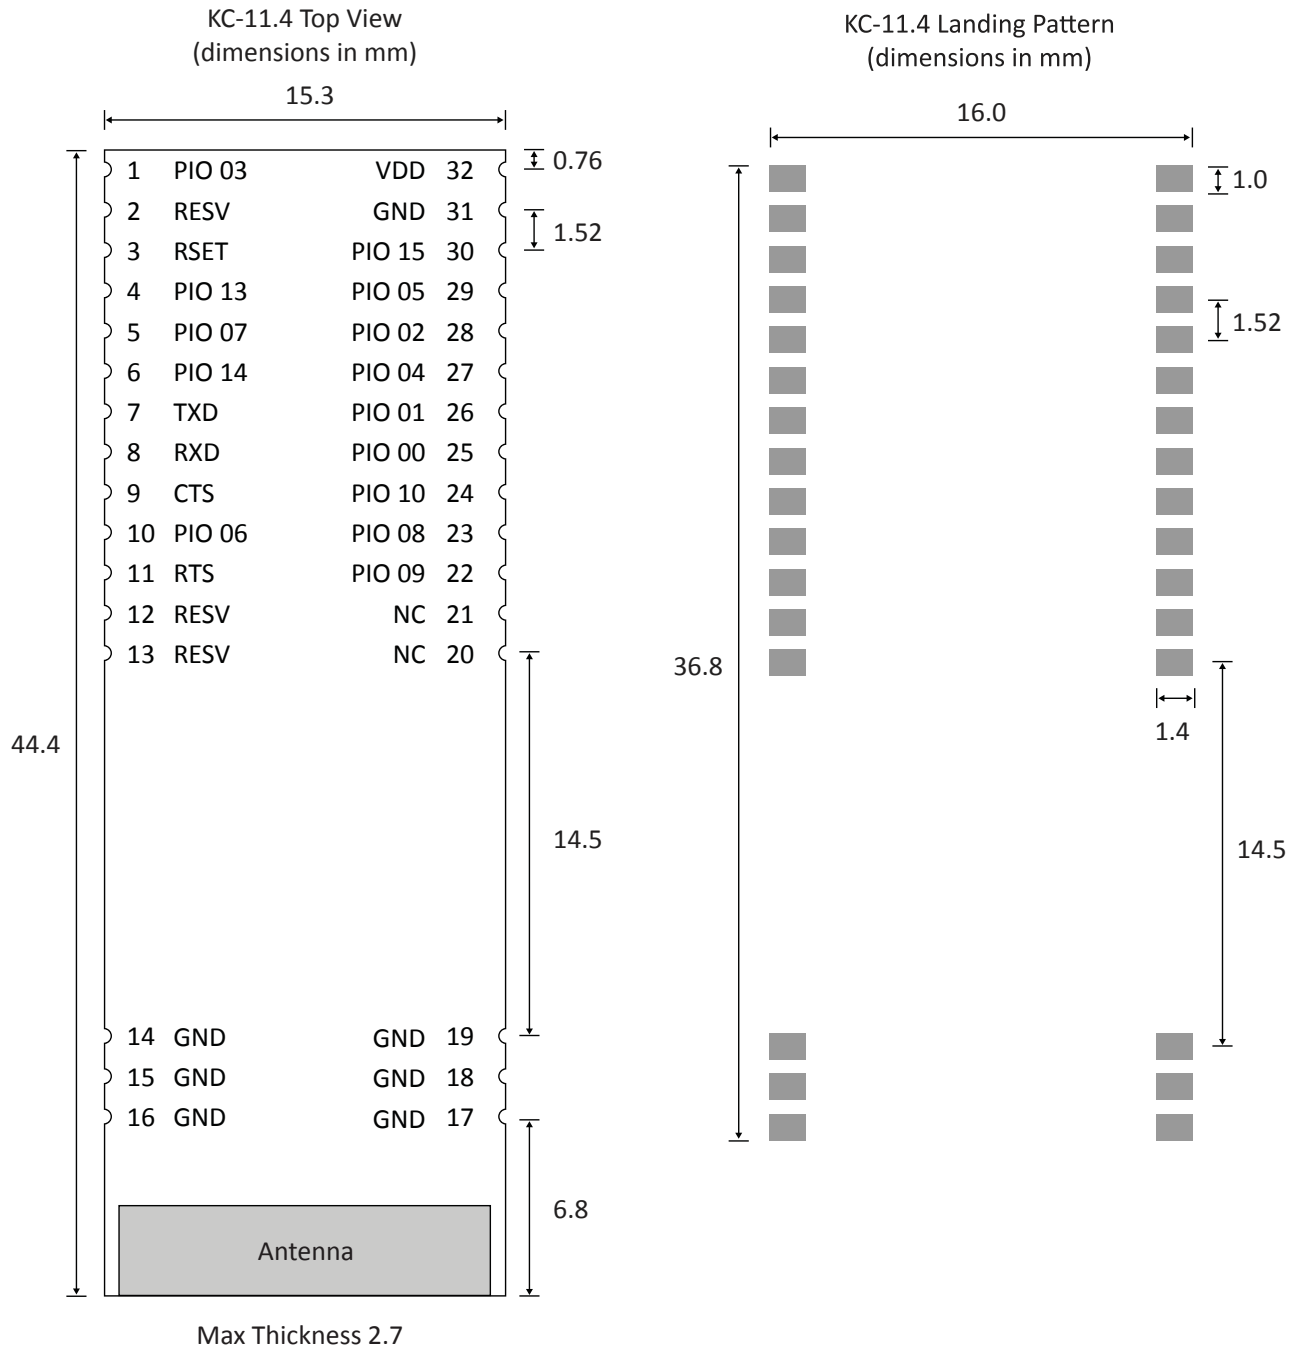 KC-11.4 Top View
(dimensions in mm)
15.3
1 PIO 03 VDD 32
2 RESV GND 31
3 RSET PIO 15 30
4 PIO 13 PIO 05 29
5 PIO 07 PIO 02 28
6 PIO 14 PIO 04 27
7 TXD PIO 01 26
8 RXD PIO 00 25
9 CTS PIO 10 24
10 PIO 06 PIO 08 23
11 RTS PIO 09 22
12 RESV NC 21
13 RESV NC 20
14 GND GND 19
15 GND GND 18
16 GND GND 17
0.76
1.52
44.4
14.5
6.8
Antenna
Max Thickness 2.7
KC-11.4 Landing Pattern
(dimensions in mm)
16.0
1.0
1.52
36.8
1.4
14.5